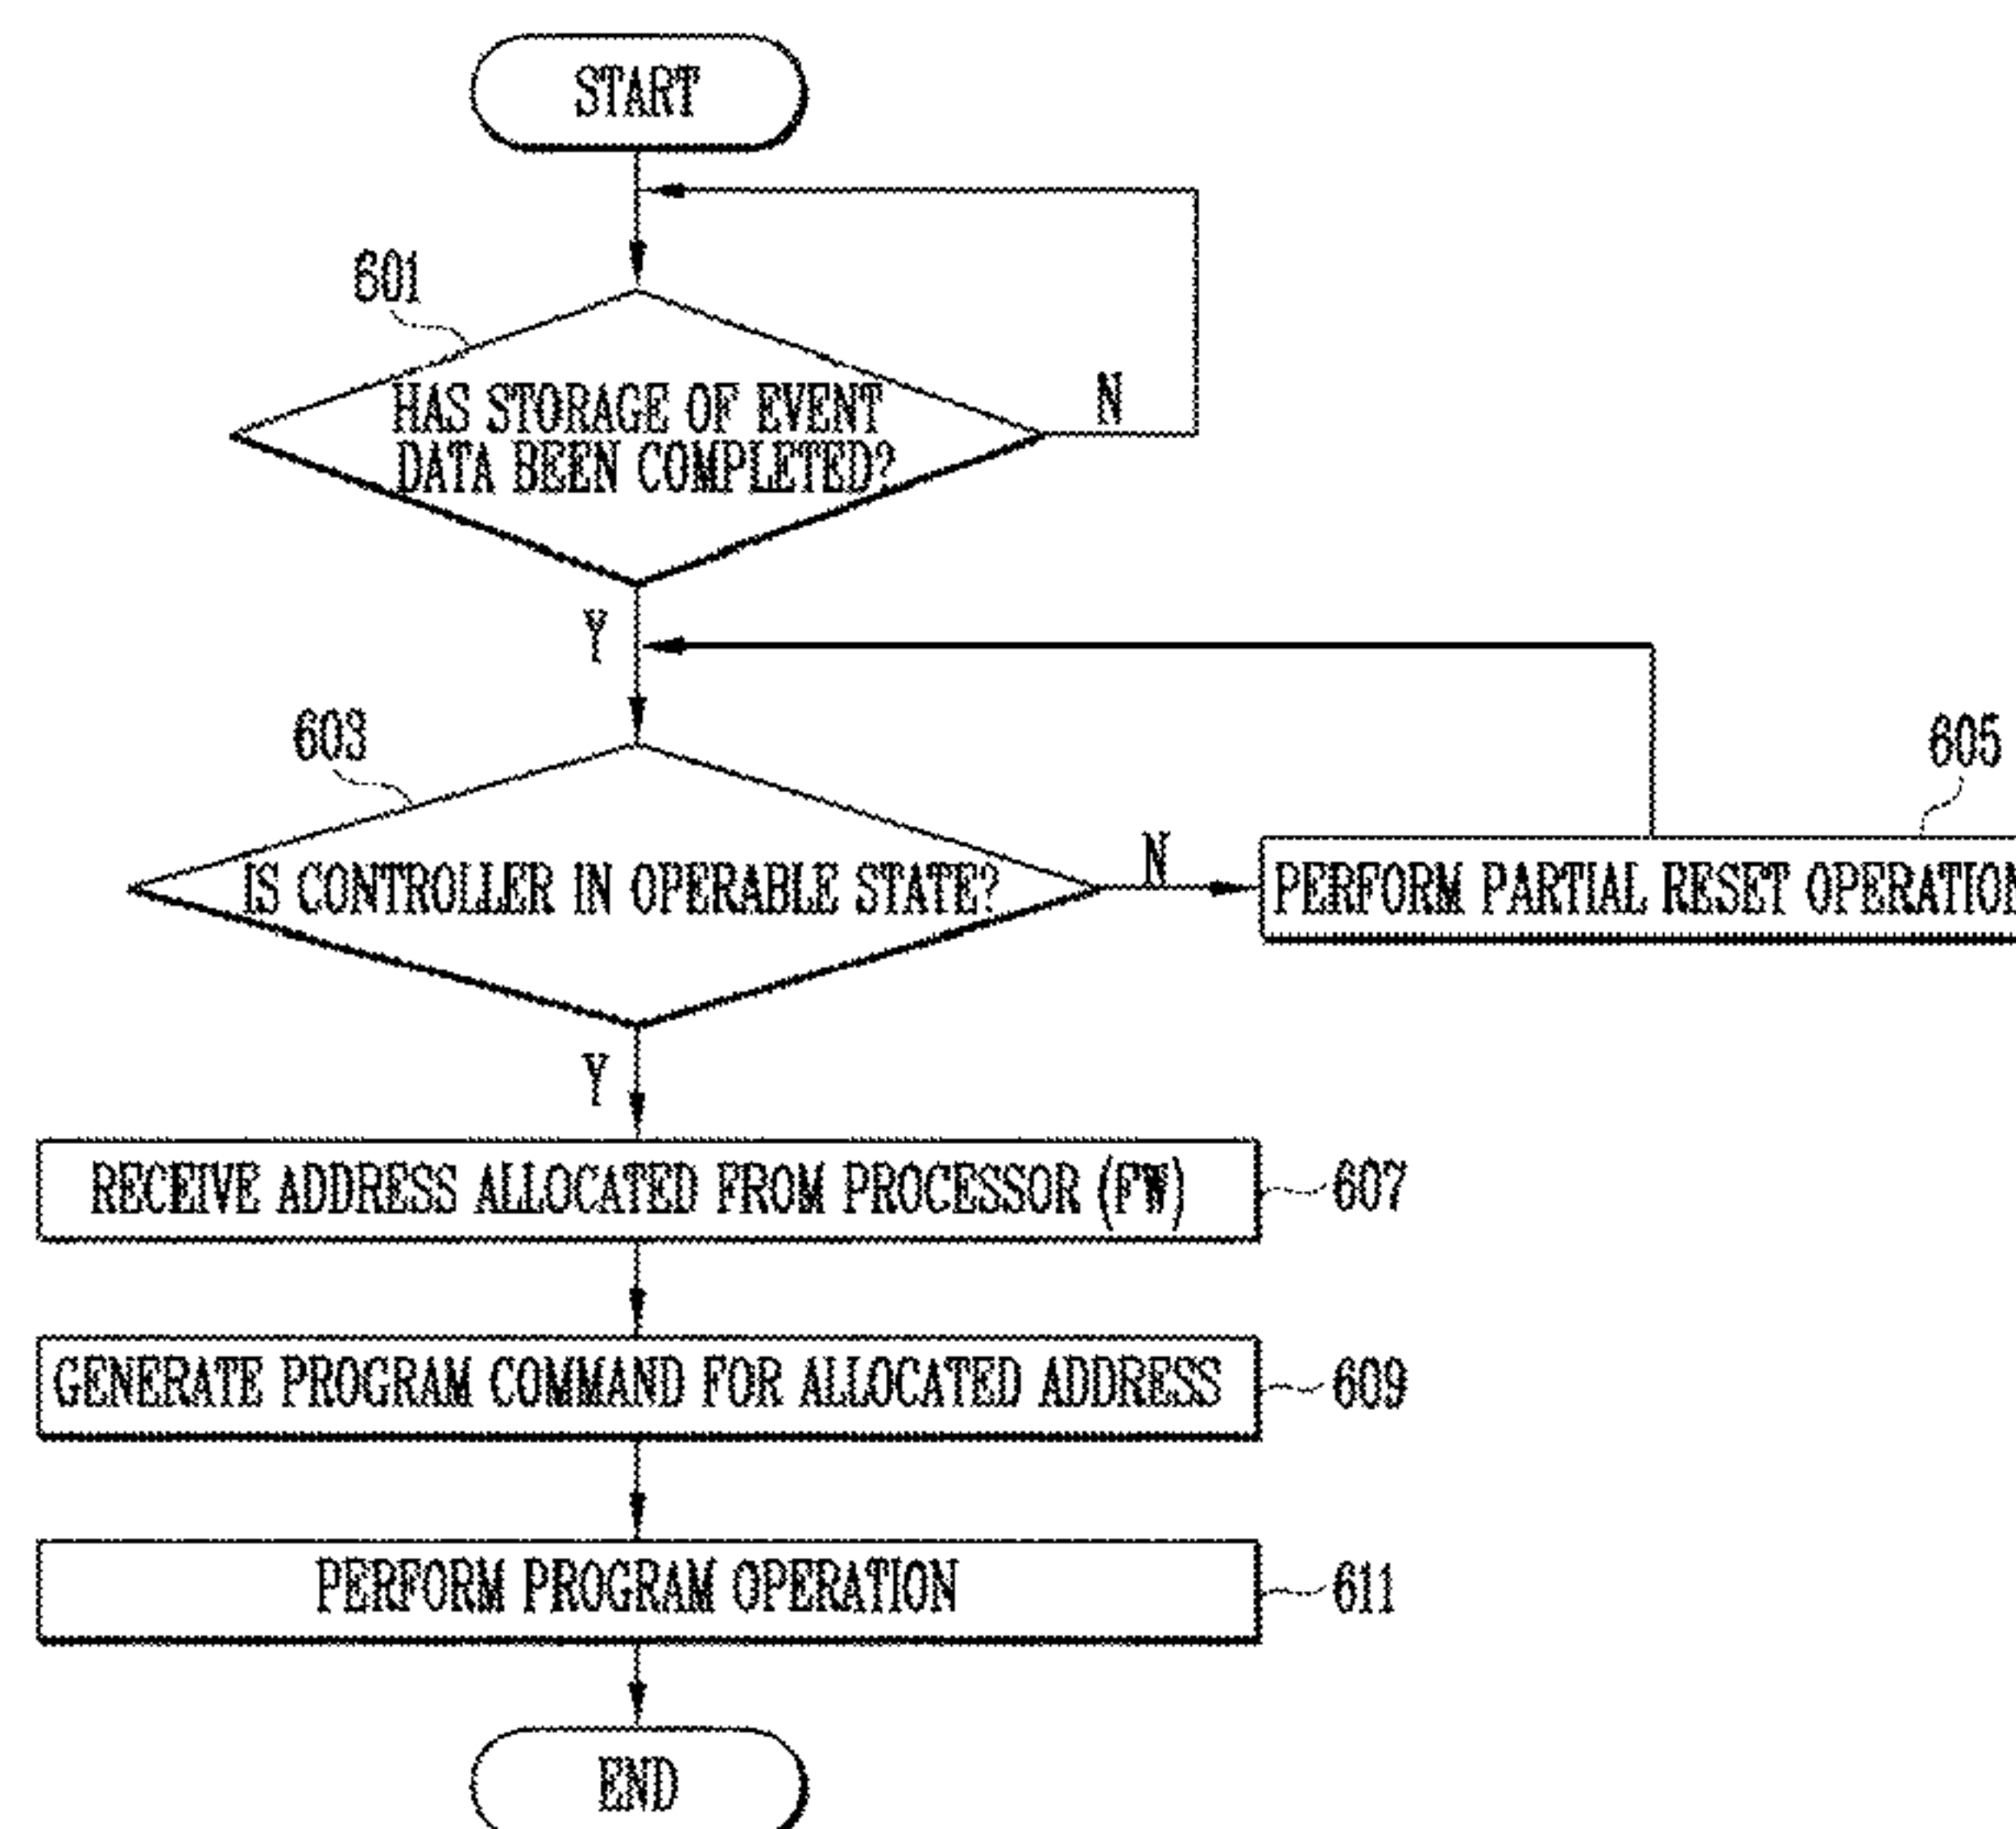 START
601
HAS STORAGE OF EVENT
DATA BEEN COMPLETED?
N
Y
603
605
IS CONTROLLER IN OPERABLE STATE?
N
PERFORM PARTIAL RESET OPERATION
Y
RECEIVE ADDRESS ALLOCATED FROM PROCESSOR (FW)
607
GENERATE PROGRAM COMMAND FOR ALLOCATED ADDRESS
609
PERFORM PROGRAM OPERATION
611
END